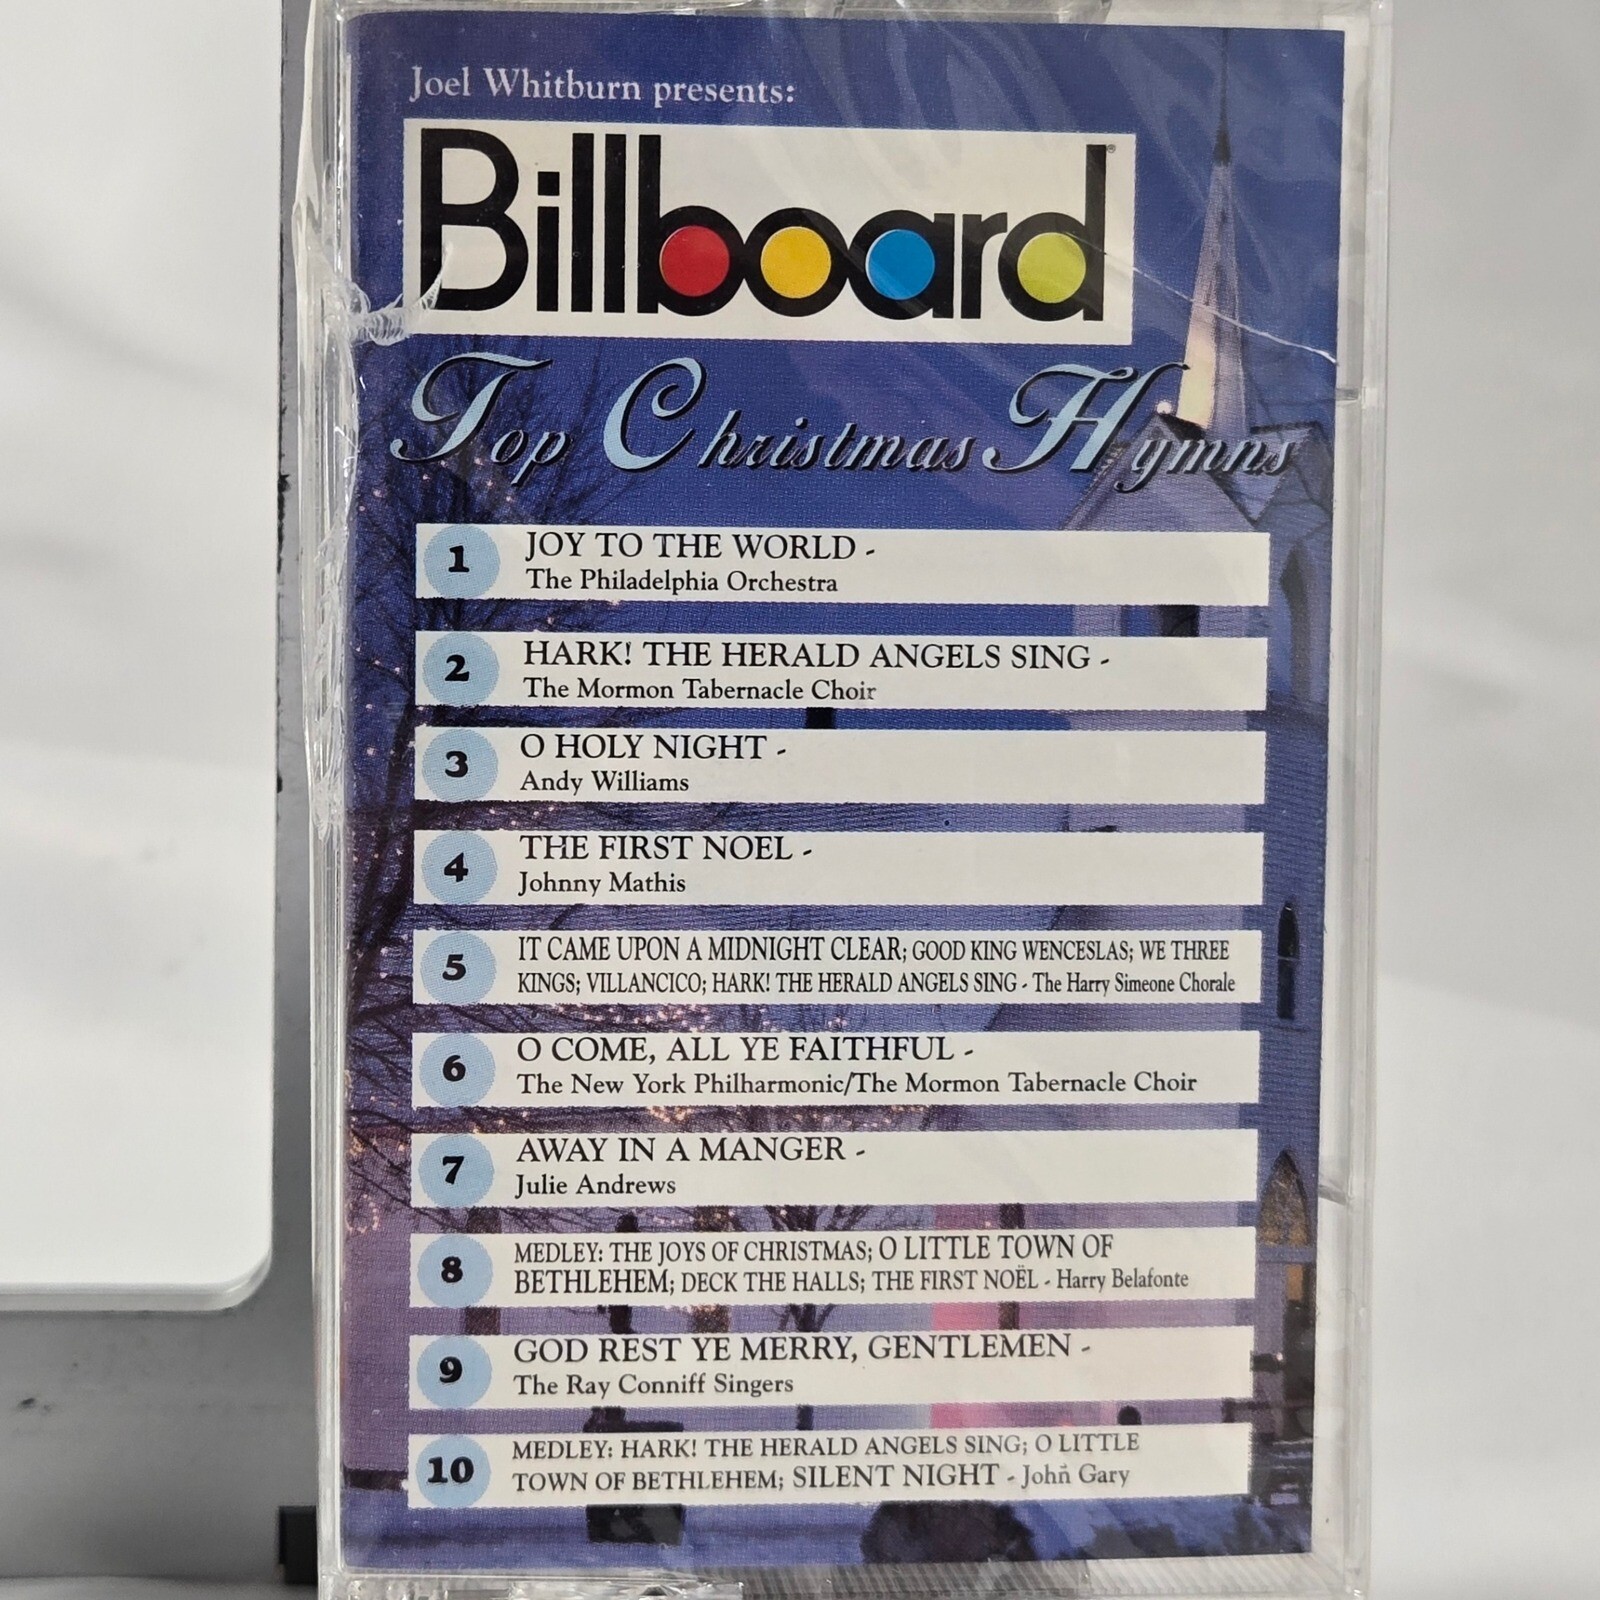 Joel Whitburn presents:
Billboard®
Top Christmas Hymns
1 JOY TO THE WORLD -
The Philadelphia Orchestra
2 HARK! THE HERALD ANGELS SING -
The Mormon Tabernacle Choir
3 O HOLY NIGHT -
Andy Williams
4 THE FIRST NOEL -
Johnny Mathis
5 IT CAME UPON A MIDNIGHT CLEAR; GOOD KING WENCESLAS; WE THREE
KINGS; VILLANCICO; HARK! THE HERALD ANGELS SING - The Harry Simeone Chorale
6 O COME, ALL YE FAITHFUL -
The New York Philharmonic/The Mormon Tabernacle Choir
7 AWAY IN A MANGER -
Julie Andrews
8 MEDLEY: THE JOYS OF CHRISTMAS; O LITTLE TOWN OF
BETHLEHEM; DECK THE HALLS; THE FIRST NOËL - Harry Belafonte
9 GOD REST YE MERRY, GENTLEMEN -
The Ray Conniff Singers
10 MEDLEY: HARK! THE HERALD ANGELS SING; O LITTLE
TOWN OF BETHLEHEM; SILENT NIGHT - John Gary